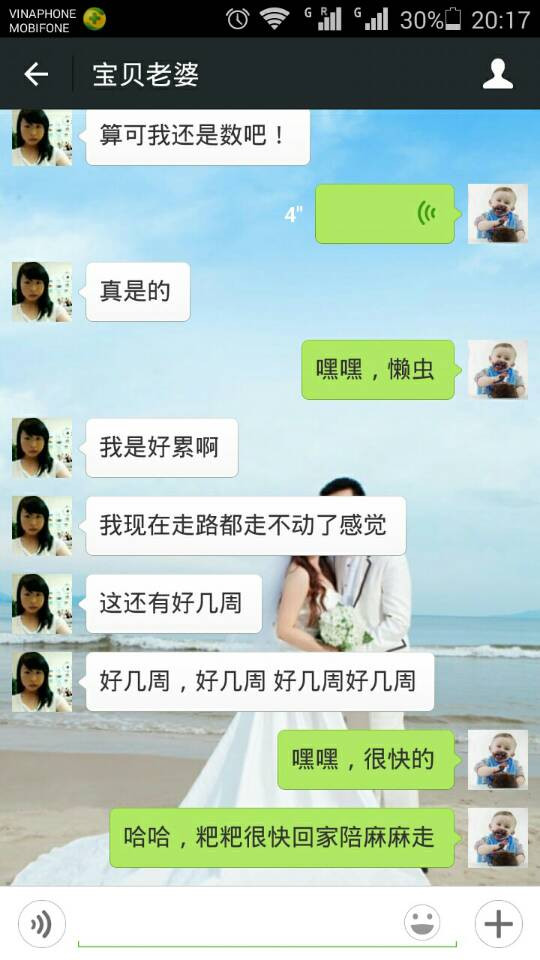 VINAPHONE
MOBIFONE
G R G 30% 20:17
宝贝老婆
算可我还是数吧！
4"
真是的
嘿嘿，懒虫
我是好累啊
我现在走路都走不动了感觉
这还有好几周
好几周，好几周 好几周好几周
嘿嘿，很快的
哈哈，粑粑很快回家陪麻麻走